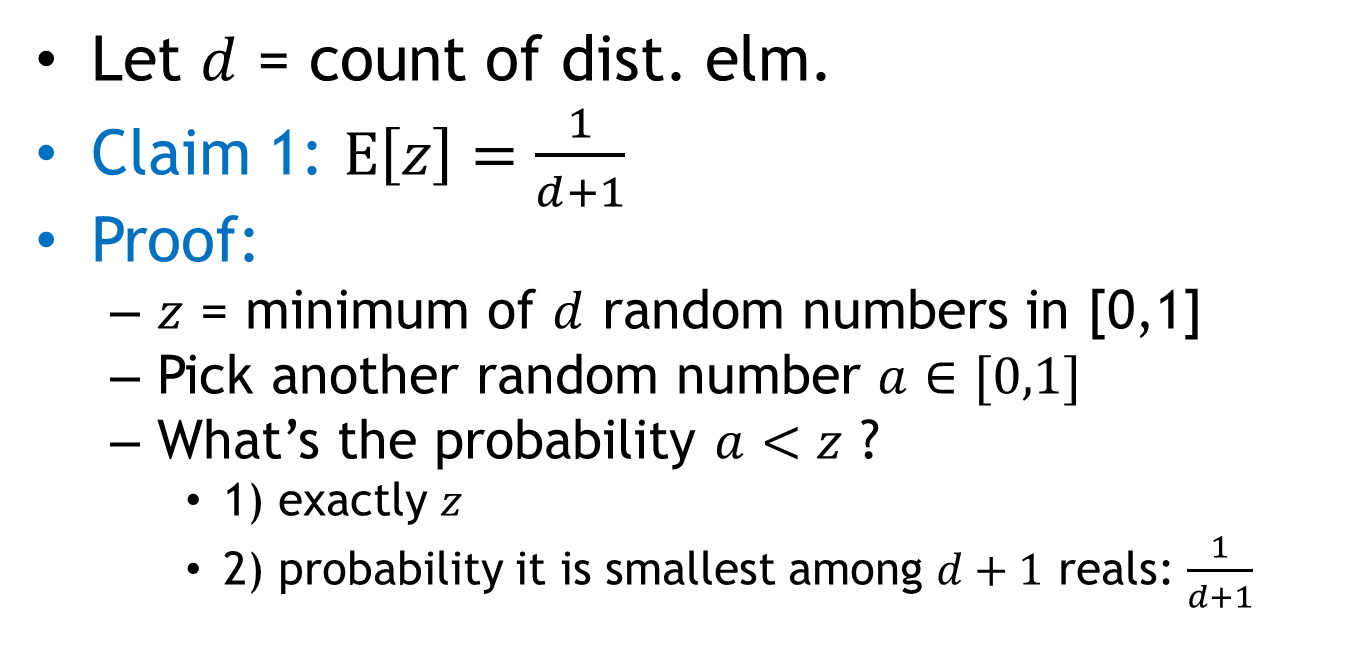 • Let d = count of dist. elm.
• Claim 1: E[z] = 1/(d+1)
• Proof:
– z = minimum of d random numbers in [0,1]
– Pick another random number a ∈ [0,1]
– What's the probability a < z ?
• 1) exactly z
• 2) probability it is smallest among d + 1 reals: 1/(d+1)